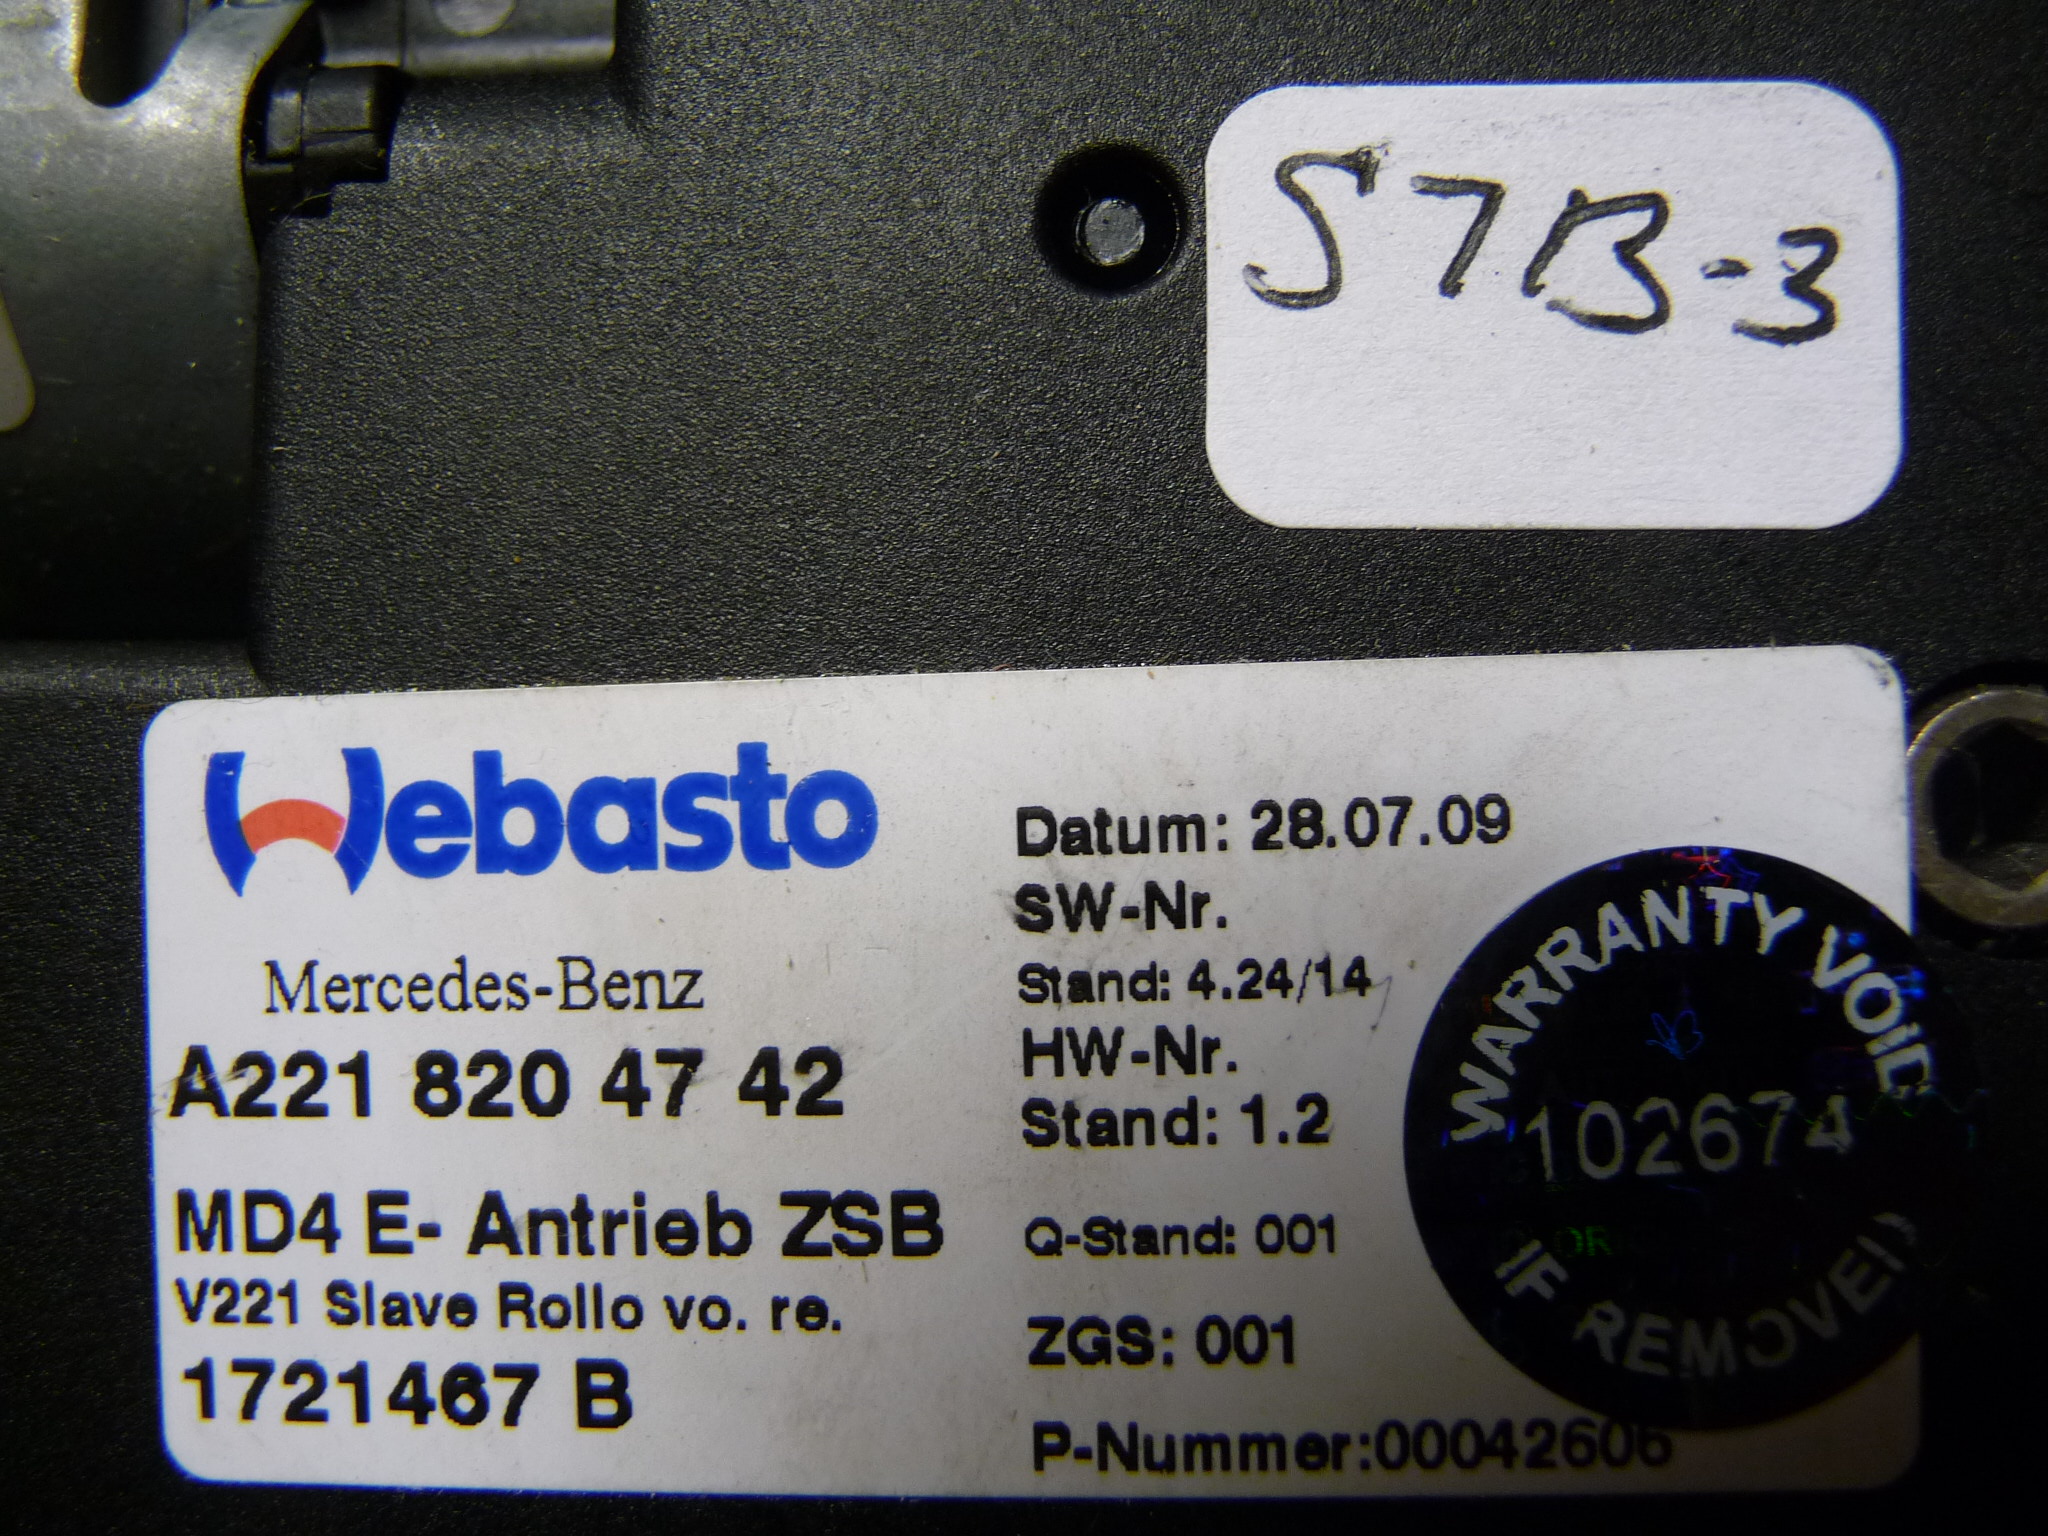 S7B-3
Webasto
Mercedes-Benz
A221 820 47 42
MD4 E- Antrieb ZSB
V221 Slave Rollo vo. re.
1721467 B
Datum: 28.07.09
SW-Nr.
Stand: 4.24/14
HW-Nr.
Stand: 1.2
Q-Stand: 001
ZGS: 001
P-Nummer:00042606
WARRANTY VOID
102674
IF REMOVED